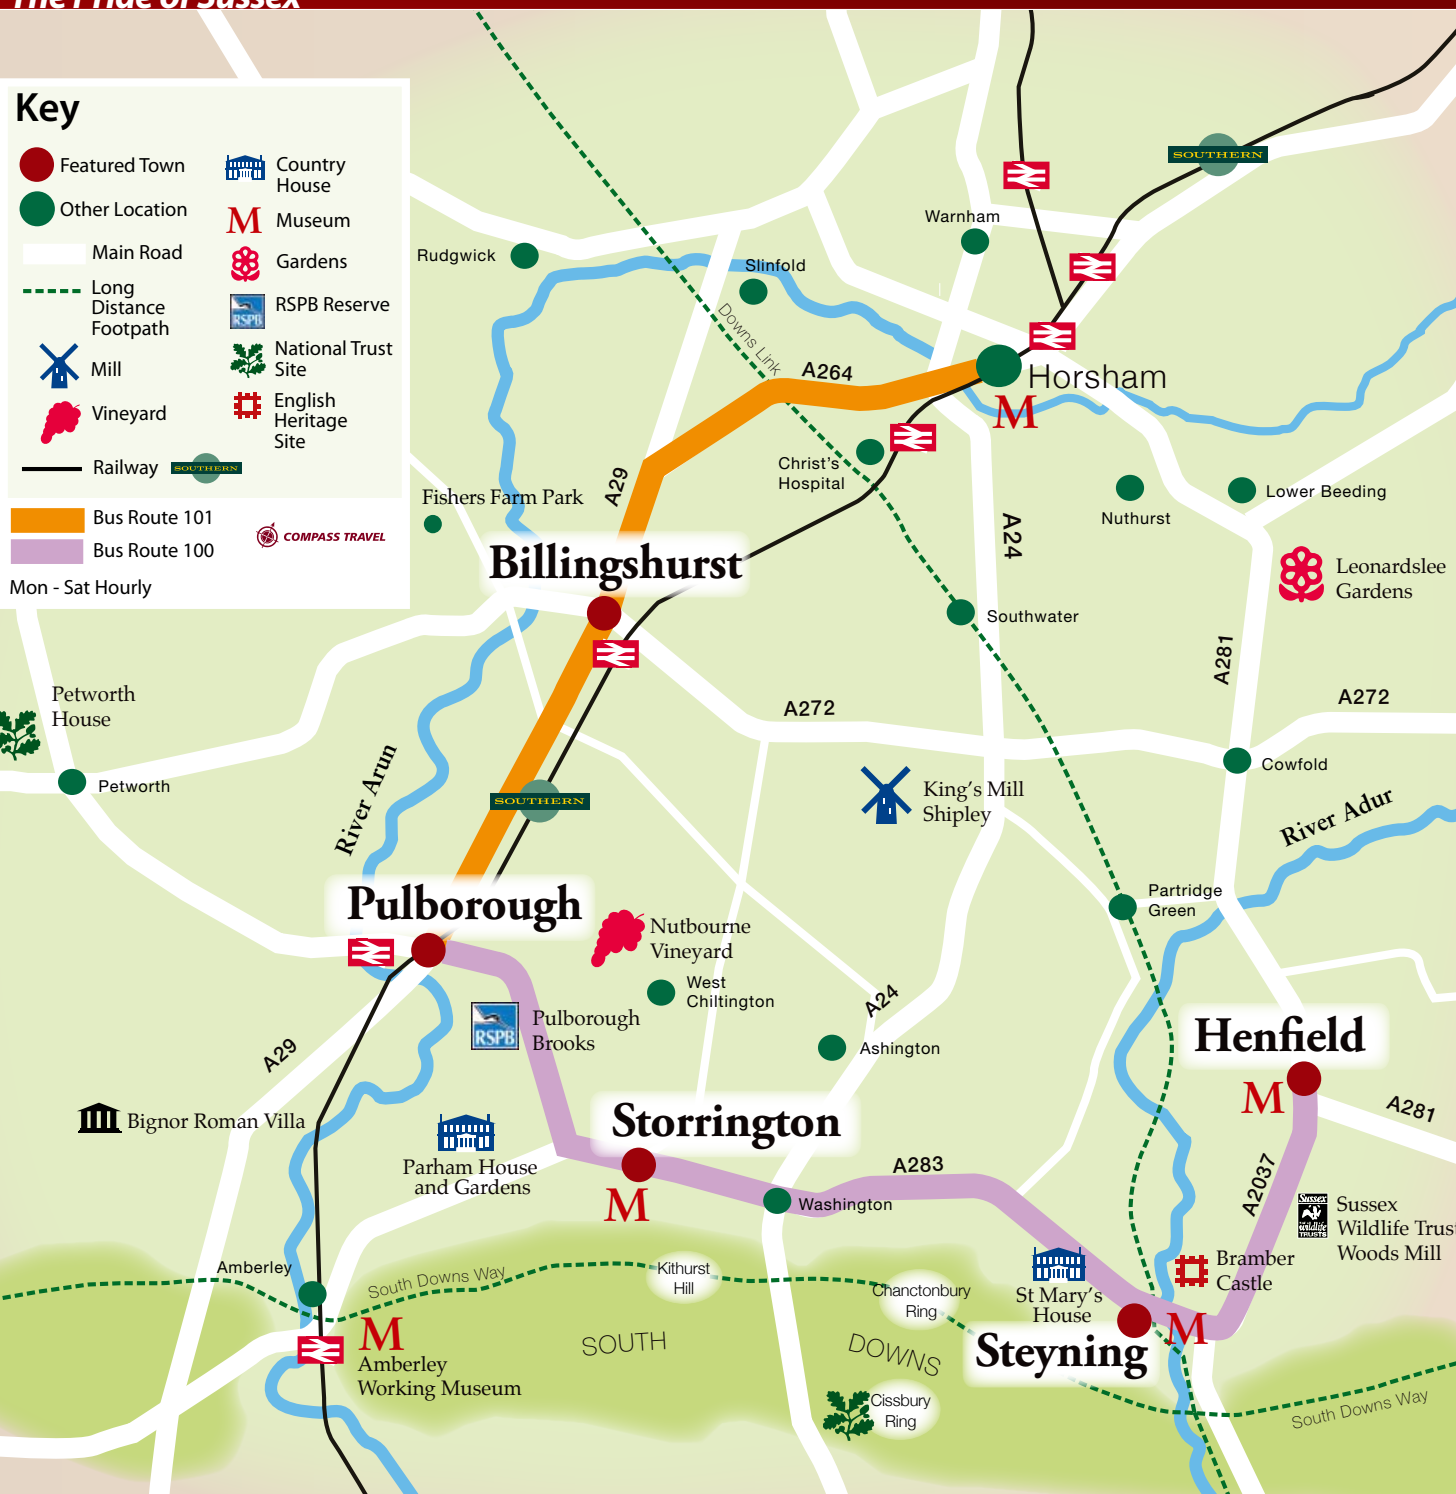 The Pride of Sussex
Key
Featured Town
Other Location
Main Road
Long
Distance
Footpath
Mill
Vineyard
Railway
SOUTHERN
Country
House
M
Museum
Gardens
RSPB
RSPB Reserve
National Trust
Site
English
Heritage
Site
Bus Route 101
Bus Route 100
COMPASS TRAVEL
Mon - Sat Hourly
SOUTHERN
Warnham
Rudgwick
Slinfold
Downs Link
A264
Horsham
M
Christ's
Hospital
A29
Fishers Farm Park
Nuthurst
Lower Beeding
A24
Billingshurst
Leonardslee
Gardens
Southwater
A281
Petworth
House
A272
A272
Petworth
Cowfold
River Arun
SOUTHERN
King's Mill
Shipley
River Adur
Pulborough
Partridge
Green
Nutbourne
Vineyard
West
Chiltington
RSPB
Pulborough
Brooks
A24
Ashington
A29
Henfield
M
A281
Bignor Roman Villa
Storrington
M
Parham House
and Gardens
A283
Washington
A2037
Sussex
Wildlife
TRUSTS
Sussex
Wildlife Trust
Woods Mill
Amberley
South Downs Way
Kithurst
Hill
Chanctonbury
Ring
St Mary's
House
Bramber
Castle
M
Steyning
M
Amberley
Working Museum
SOUTH
DOWNS
Cissbury
Ring
South Downs Way